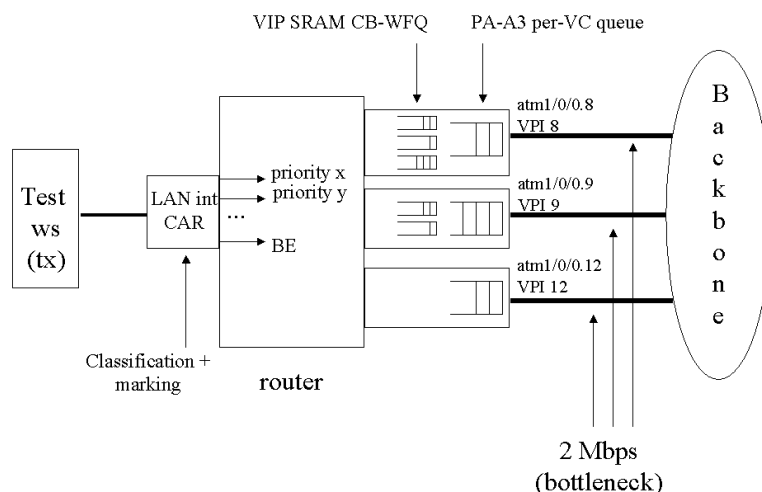 VIP SRAM CB-WFQ
PA-A3 per-VC queue
Test
ws
(tx)
LAN int
CAR
priority x
priority y
...
BE
Classification +
marking
router
atm1/0/0.8
VPI 8
atm1/0/0.9
VPI 9
atm1/0/0.12
VPI 12
Backbone
2 Mbps
(bottleneck)